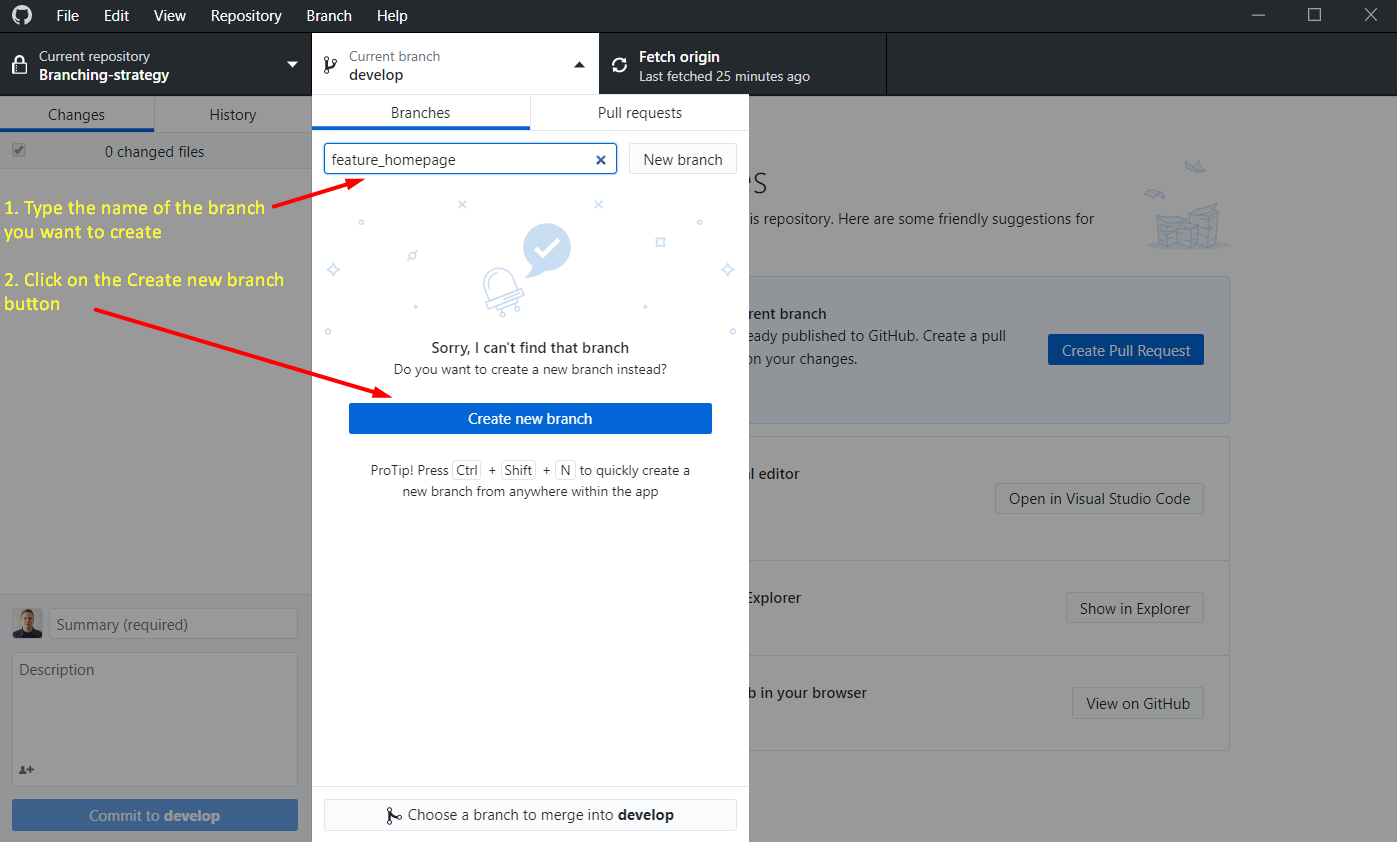 File Edit View Repository Branch Help
Current repository
Branching-strategy
Current branch
develop
Fetch origin
Last fetched 25 minutes ago
Changes History
0 changed files
Branches Pull requests
feature_homepage
New branch
1. Type the name of the branch
you want to create
2. Click on the Create new branch
button
Sorry, I can't find that branch
Do you want to create a new branch instead?
Create new branch
ProTip! Press Ctrl + Shift + N to quickly create a
new branch from anywhere within the app
Choose a branch to merge into develop
is repository. Here are some friendly suggestions for
rent branch
eady published to GitHub. Create a pull
on your changes.
Create Pull Request
l editor
Open in Visual Studio Code
Explorer
Show in Explorer
b in your browser
View on GitHub
Summary (required)
Description
Commit to develop